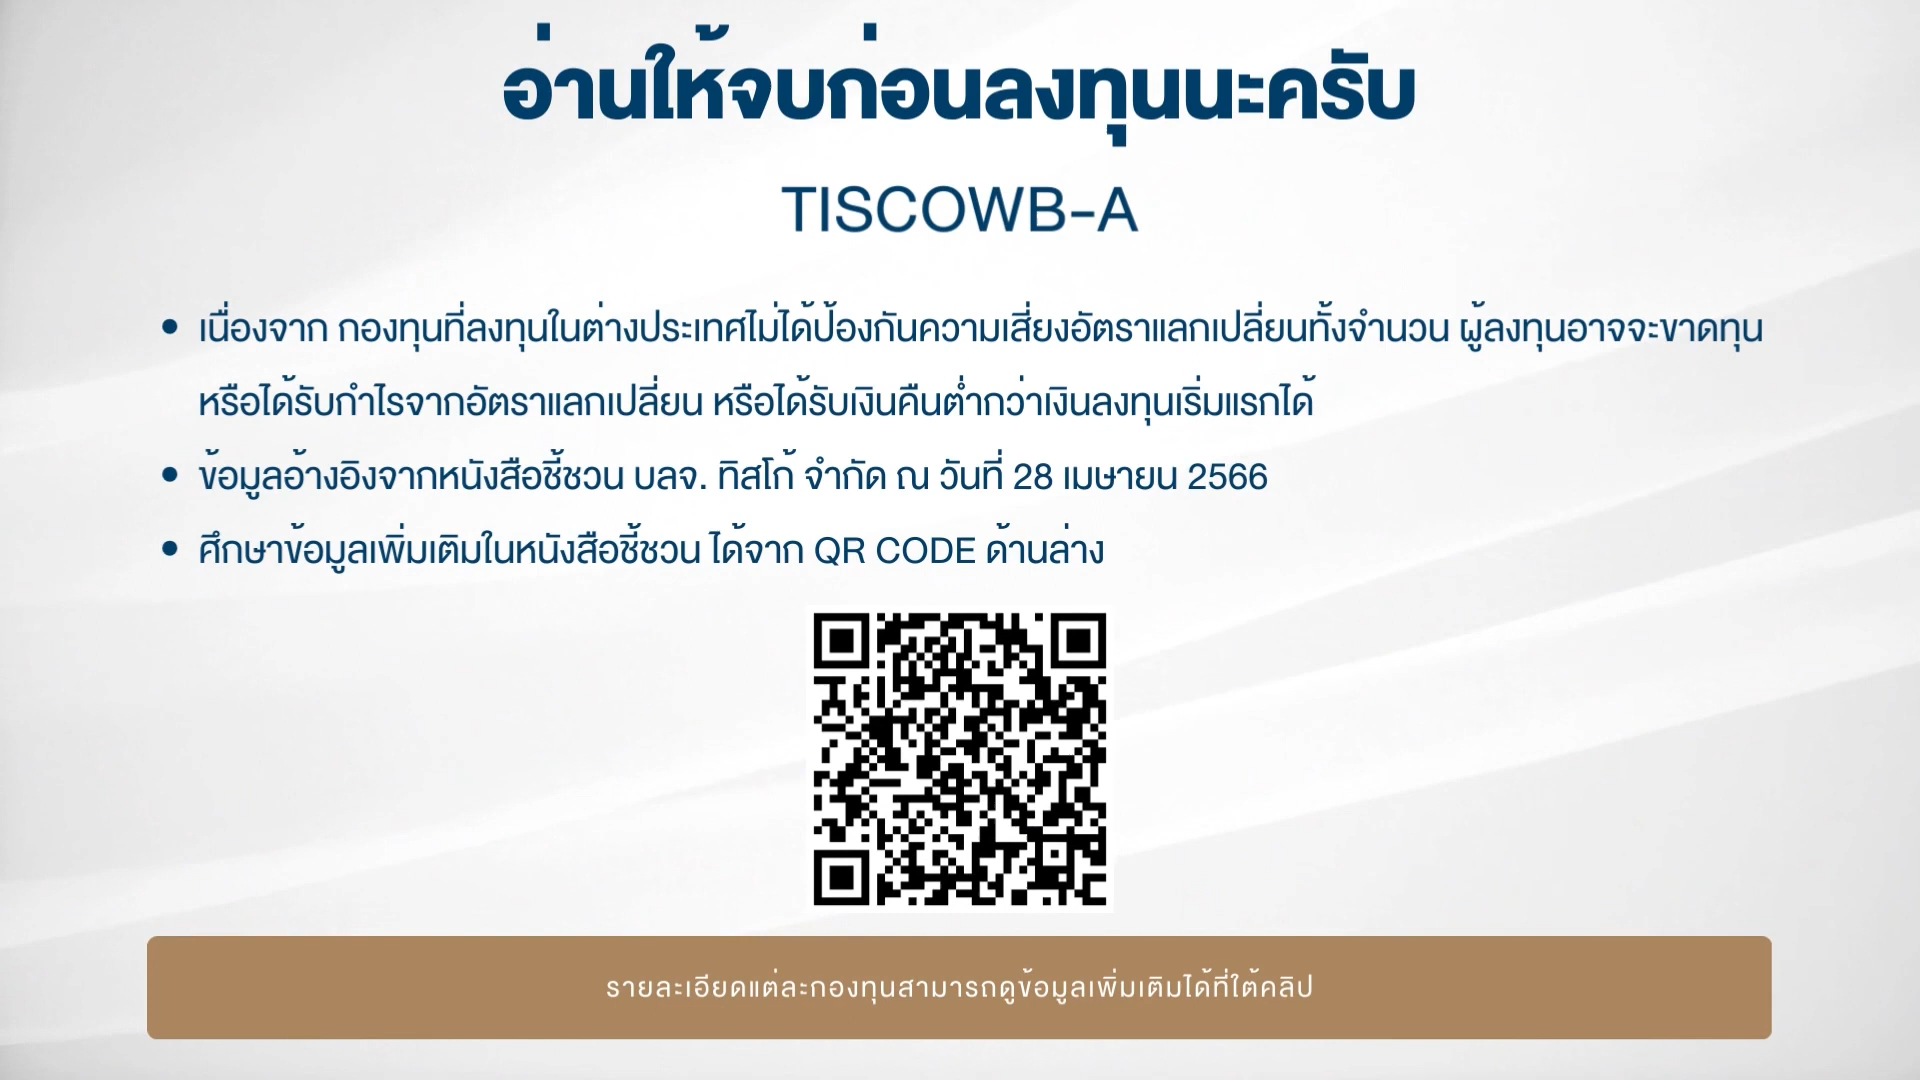 อ่านให้จบก่อนลงทุนนะครับ
TISCOWB-A
• เนื่องจาก กองทุนที่ลงทุนในต่างประเทศไม่ได้ป้องกันความเสี่ยงอัตราแลกเปลี่ยนทั้งจำนวน ผู้ลงทุนอาจจะขาดทุน
หรือได้รับกำไรจากอัตราแลกเปลี่ยน หรือได้รับเงินคืนต่ำกว่าเงินลงทุนเริ่มแรกได้
• ข้อมูลอ้างอิงจากหนังสือชี้ชวน บลจ. ทิสโก้ จำกัด ณ วันที่ 28 เมษายน 2566
• ศึกษาข้อมูลเพิ่มเติมในหนังสือชี้ชวน ได้จาก QR CODE ด้านล่าง
รายละเอียดแต่ละกองทุนสามารถดูข้อมูลเพิ่มเติมได้ที่ใต้คลิป